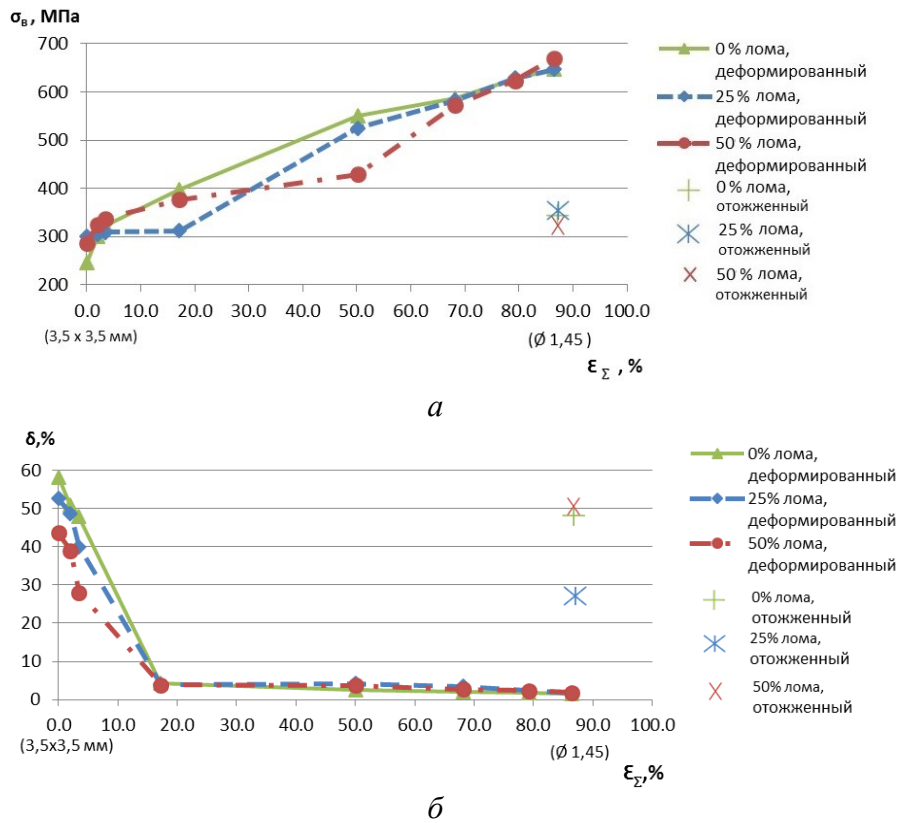 σв, МПа
700
600
500
400
300
200
0.0 10.0 20.0 30.0 40.0 50.0 60.0 70.0 80.0 90.0 100.0
(3,5 х 3,5 мм)
(Ø 1,45 )
Ɛ Σ , %
0 % лома,
деформированный
25 % лома,
деформированный
50 % лома,
деформированный
0 % лома,
отожженный
25 % лома,
отожженный
50 % лома,
отожженный
а
δ,%
60
50
40
30
20
10
0
0.0 10.0 20.0 30.0 40.0 50.0 60.0 70.0 80.0 90.0 100.0
(3,5х3,5 мм)
(Ø 1,45)
ƐΣ,%
0% лома,
деформированный
25% лома,
деформированный
50% лома,
деформированный
0% лома,
отожженный
25% лома,
отожженный
50% лома,
отожженный
б